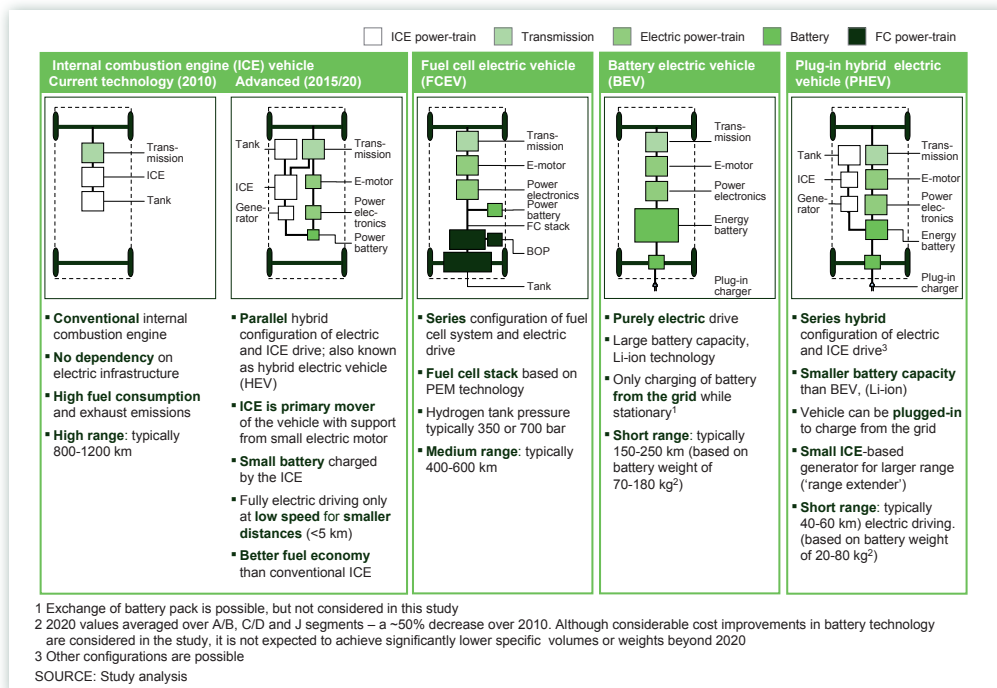 ICE power-train
Transmission
Electric power-train
Battery
FC power-train
Internal combustion engine (ICE) vehicle
Current technology (2010)
Advanced (2015/20)
Fuel cell electric vehicle
(FCEV)
Battery electric vehicle
(BEV)
Plug-in hybrid electric
vehicle (PHEV)
Trans-
mission
ICE
Tank
Tank
ICE
Gene-
rator
Trans-
mission
E-motor
Power
elec-
tronics
Power
battery
Trans-
mission
E-motor
Power
electronics
Power
battery
FC stack
BOP
Tank
Trans-
mission
E-motor
Power
electronics
Energy
battery
Plug-in
charger
Tank
ICE
Gene-
rator
Trans-
mission
E-motor
Power
elec-
tronics
Energy
battery
Plug-in
charger
▪ Conventional internal
combustion engine
▪ No dependency on
electric infrastructure
▪ High fuel consumption
and exhaust emissions
▪ High range: typically
800-1200 km
▪ Parallel hybrid
configuration of electric
and ICE drive; also known
as hybrid electric vehicle
(HEV)
▪ ICE is primary mover
of the vehicle with support
from small electric motor
▪ Small battery charged
by the ICE
▪ Fully electric driving only
at low speed for smaller
distances (<5 km)
▪ Better fuel economy
than conventional ICE
▪ Series configuration of fuel
cell system and electric
drive
▪ Fuel cell stack based on
PEM technology
▪ Hydrogen tank pressure
typically 350 or 700 bar
▪ Medium range: typically
400-600 km
▪ Purely electric drive
▪ Large battery capacity,
Li-ion technology
▪ Only charging of battery
from the grid while
stationary¹
▪ Short range: typically
150-250 km (based on
battery weight of
70-180 kg²)
▪ Series hybrid
configuration of electric
and ICE drive³
▪ Smaller battery capacity
than BEV, (Li-ion)
▪ Vehicle can be plugged-in
to charge from the grid
▪ Small ICE-based
generator for larger range
('range extender')
▪ Short range: typically
40-60 km) electric driving.
(based on battery weight
of 20-80 kg²)
1 Exchange of battery pack is possible, but not considered in this study
2 2020 values averaged over A/B, C/D and J segments – a ~50% decrease over 2010. Although considerable cost improvements in battery technology
are considered in the study, it is not expected to achieve significantly lower specific volumes or weights beyond 2020
3 Other configurations are possible
SOURCE: Study analysis